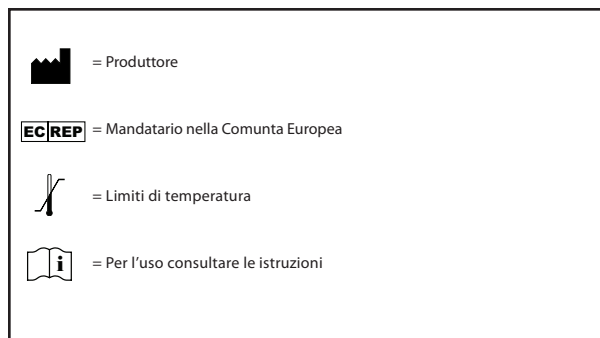 = Produttore
EC REP = Mandatario nella Comunta Europea
= Limiti di temperatura
i = Per l'uso consultare le istruzioni